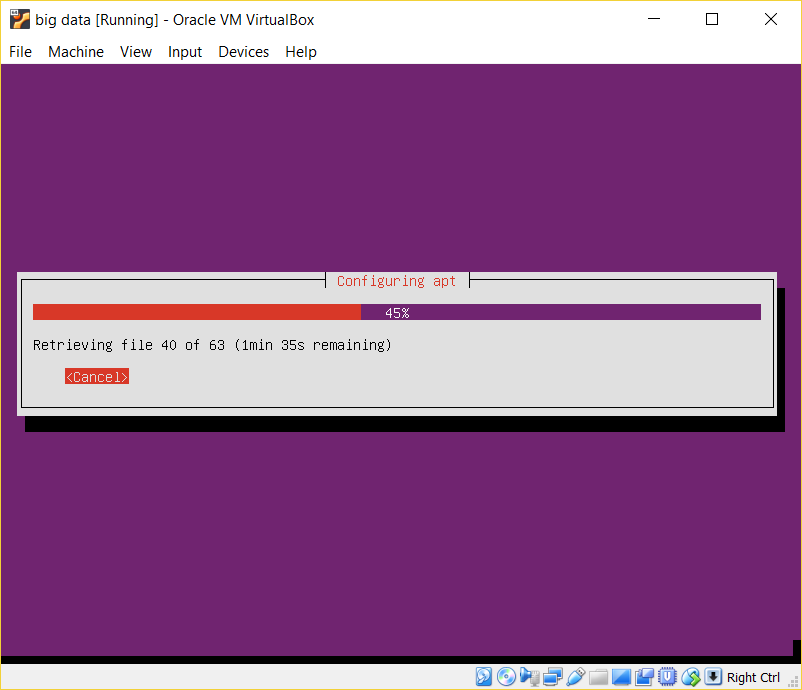 big data [Running] - Oracle VM VirtualBox
File Machine View Input Devices Help
Configuring apt
45%
Retrieving file 40 of 63 (1min 35s remaining)
<Cancel>
Right Ctrl